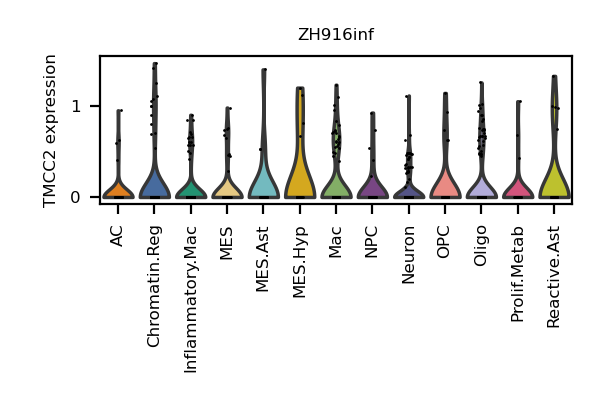 ZH916inf
TMCC2 expression
1
0
AC
Chromatin.Reg
Inflammatory.Mac
MES
MES.Ast
MES.Hyp
Mac
NPC
Neuron
OPC
Oligo
Prolif.Metab
Reactive.Ast